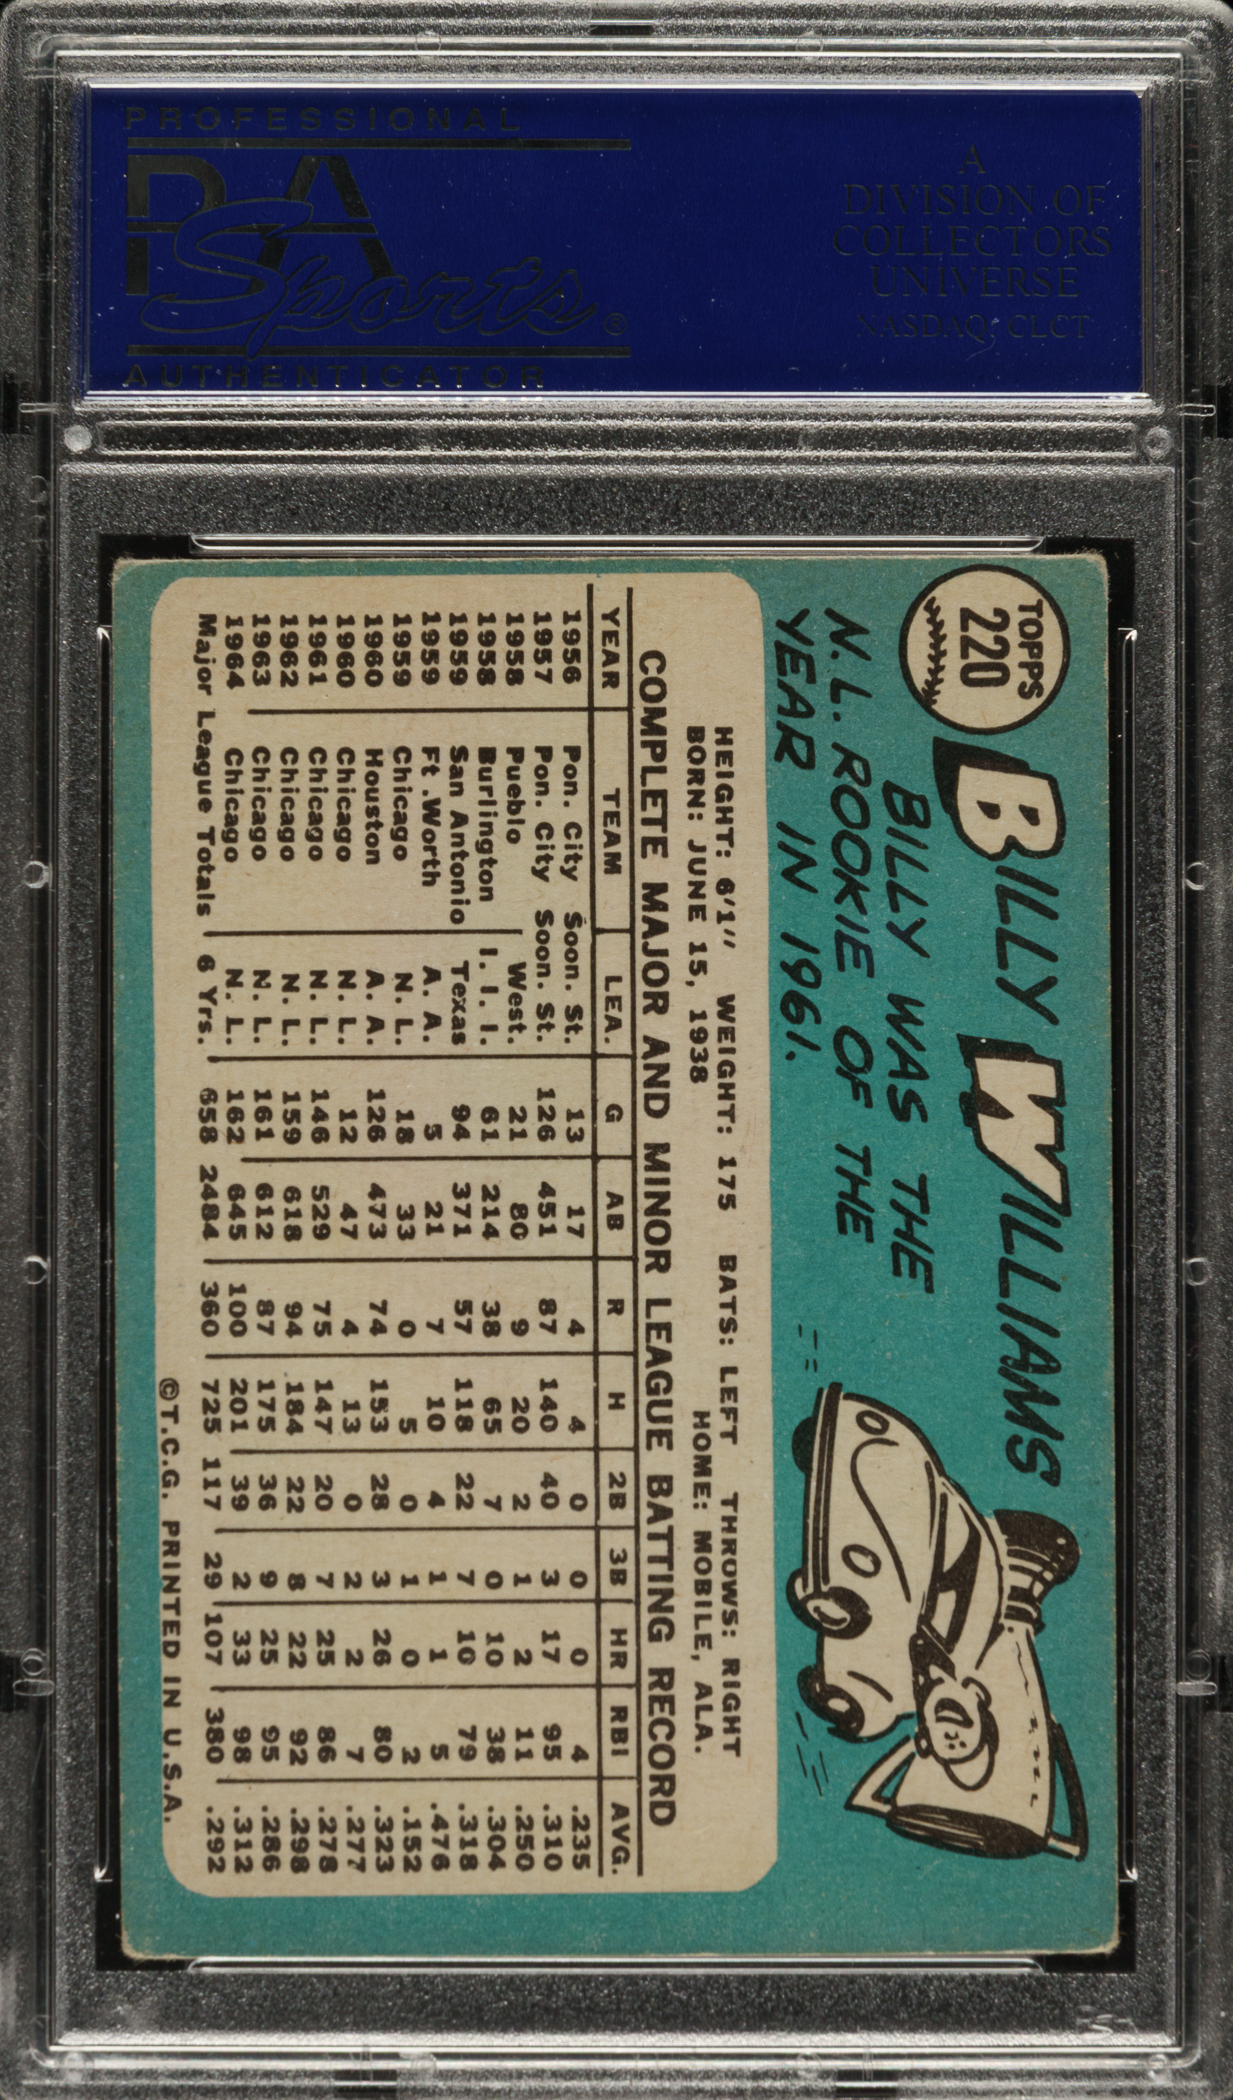 PROFESSIONAL
PSA
Sports®
AUTHENTICATOR
A
DIVISION OF
COLLECTORS
UNIVERSE
NASDAQ: CLCT
TOPPS
220
BILLY WILLIAMS
BILLY WAS THE
N.L. ROOKIE OF THE
YEAR IN 1961.
HEIGHT: 6'1" WEIGHT: 175 BATS: LEFT THROWS: RIGHT
BORN: JUNE 15, 1938 HOME: MOBILE, ALA.
COMPLETE MAJOR AND MINOR LEAGUE BATTING RECORD
YEAR TEAM LEA. G AB R H 2B 3B HR RBI AVG.
1956 Pon. City Soon. St. 13 17 4 4 0 0 0 4 .235
1957 Pon. City Soon. St. 126 451 87 140 40 3 17 95 .310
1958 Pueblo West. 21 80 9 20 2 1 2 11 .250
1958 Burlington I. I. I. 61 214 38 65 7 0 10 38 .304
1959 San Antonio Texas 94 371 57 118 22 7 10 79 .318
1959 Ft. Worth A. A. 5 21 7 10 4 1 1 5 .476
1959 Chicago N. L. 18 33 0 5 0 1 0 2 .152
1960 Houston A. A. 126 473 74 153 28 3 26 80 .323
1960 Chicago N. L. 12 47 4 13 0 2 2 7 .277
1961 Chicago N. L. 146 529 75 147 20 7 25 86 .278
1962 Chicago N. L. 159 618 94 184 22 8 22 92 .298
1963 Chicago N. L. 161 612 87 175 36 9 25 95 .286
1964 Chicago N. L. 162 645 100 201 39 2 33 98 .312
Major League Totals 6 Yrs. 658 2484 360 725 117 29 107 380 .292
©T.C.G. PRINTED IN U.S.A.
PSA